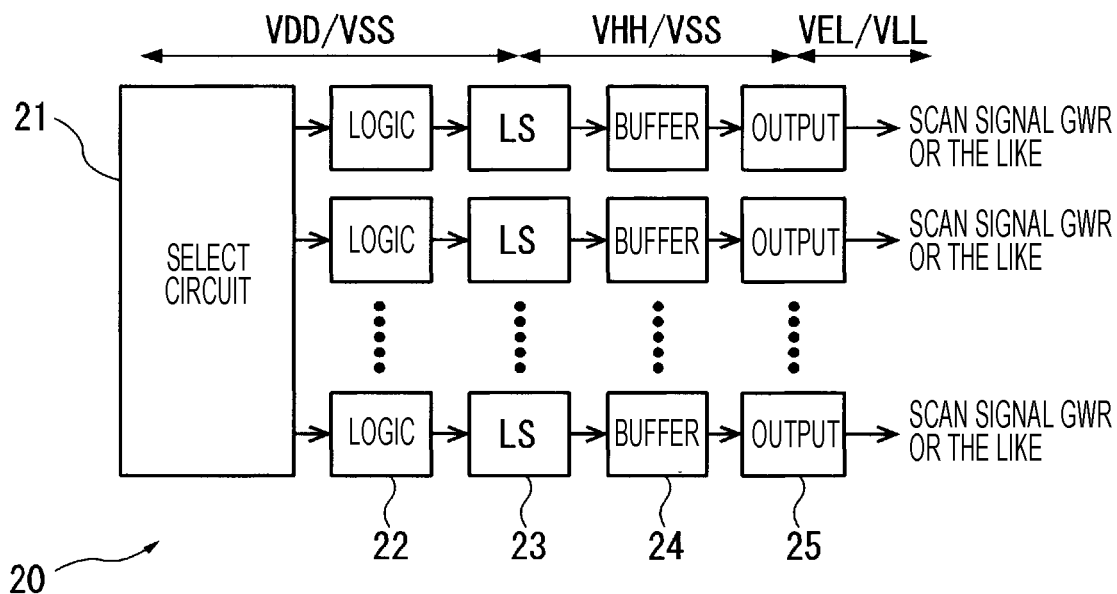 VDD/VSS VHH/VSS VEL/VLL
21
SELECT
CIRCUIT
LOGIC LS BUFFER OUTPUT SCAN SIGNAL GWR
OR THE LIKE
LOGIC LS BUFFER OUTPUT SCAN SIGNAL GWR
OR THE LIKE
LOGIC LS BUFFER OUTPUT SCAN SIGNAL GWR
OR THE LIKE
22 23 24 25
20